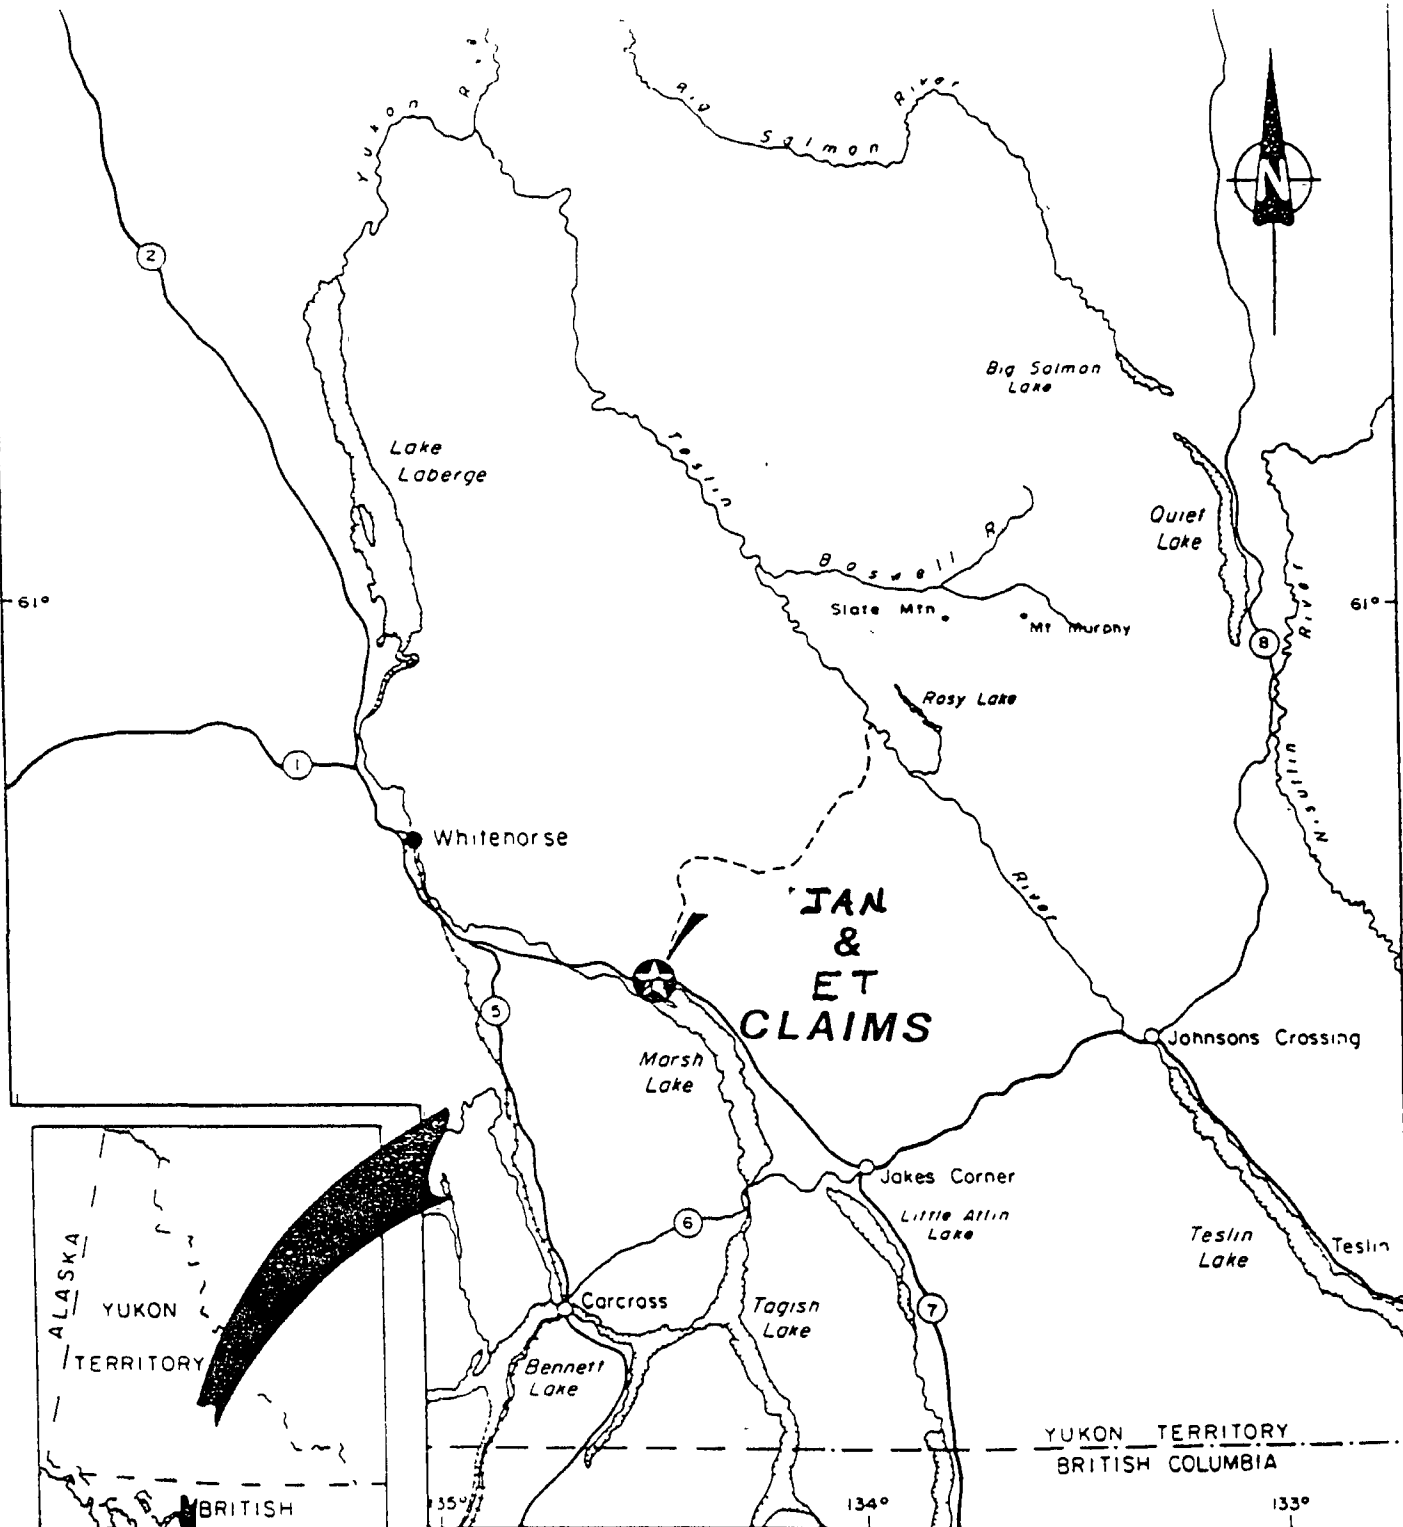 Yukon R
Big Salmon River
N
2
Big Salmon
Lake
Lake
Laberge
Teslin
Quiet
Lake
Boswell R
61°
61°
Slate Mtn.
Mt Murphy
8
River
Rosy Lake
1
Nisutlin
Whitehorse
River
JAN
&
ET
CLAIMS
5
Johnsons Crossing
Marsh
Lake
Jakes Corner
6
Little Atlin
Lake
Teslin
Lake
Teslin
ALASKA
YUKON
TERRITORY
Carcross
Tagish
Lake
7
Bennett
Lake
YUKON TERRITORY
BRITISH COLUMBIA
BRITISH
135°
134°
133°